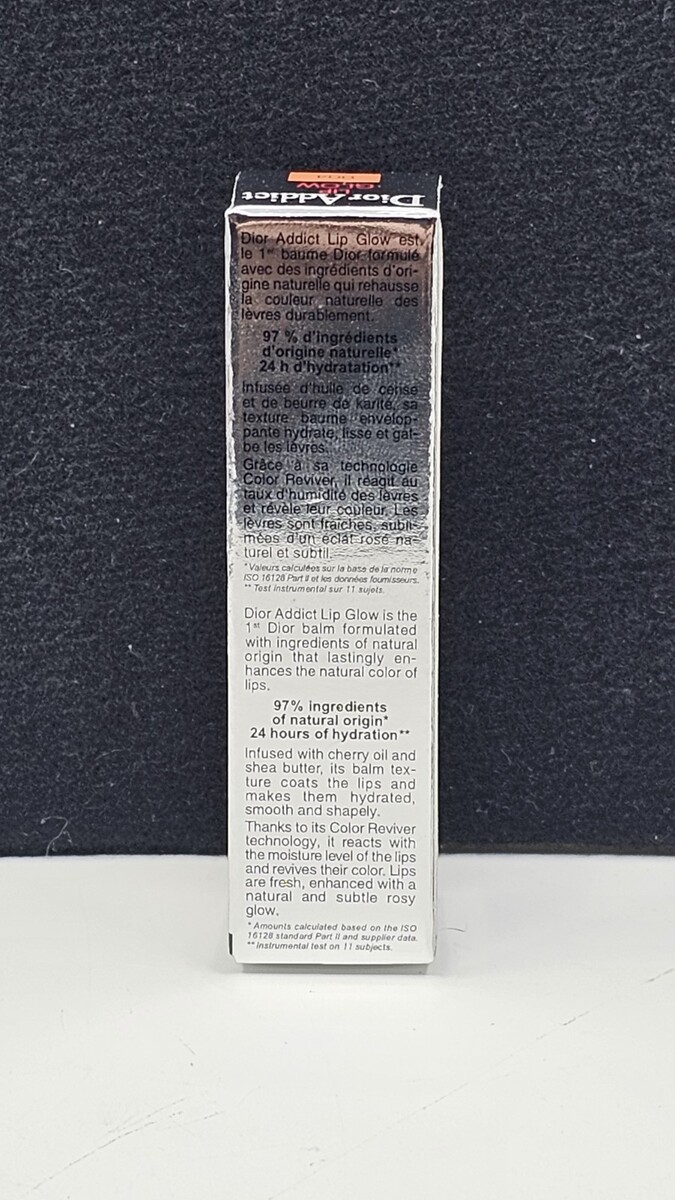 004
LIP
GLOW
Dior Addict
Dior Addict Lip Glow est
le 1er baume Dior formulé
avec des ingrédients d'ori-
gine naturelle qui rehausse
la couleur naturelle des
lèvres durablement.
97 % d'ingrédients
d'origine naturelle*
24 h d'hydratation**
Infusée d'huile de cerise
et de beurre de karité, sa
texture baume envelop-
pante hydrate, lisse et gal-
be les lèvres.
Grâce à sa technologie
Color Reviver, il réagit au
taux d'humidité des lèvres
et révèle leur couleur. Les
lèvres sont fraîches, subli-
mées d'un éclat rosé na-
turel et subtil.
* Valeurs calculées sur la base de la norme
ISO 16128 Part II et les données fournisseurs.
** Test instrumental sur 11 sujets.
Dior Addict Lip Glow is the
1st Dior balm formulated
with ingredients of natural
origin that lastingly en-
hances the natural color of
lips.
97% ingredients
of natural origin*
24 hours of hydration**
Infused with cherry oil and
shea butter, its balm tex-
ture coats the lips and
makes them hydrated,
smooth and shapely.
Thanks to its Color Reviver
technology, it reacts with
the moisture level of the lips
and revives their color. Lips
are fresh, enhanced with a
natural and subtle rosy
glow.
* Amounts calculated based on the ISO
16128 standard Part II and supplier data.
** Instrumental test on 11 subjects.